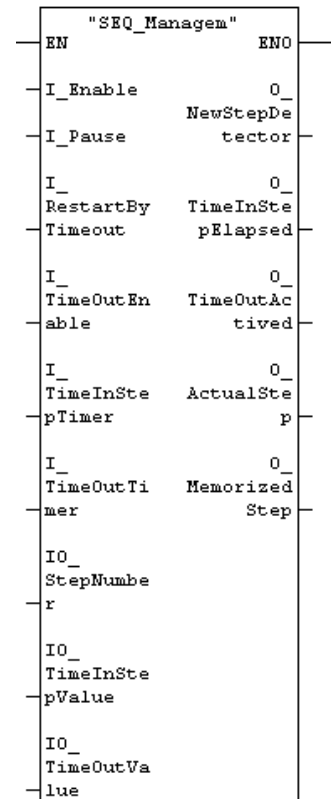 "SEQ_Managem"
EN ENO
I_Enable O_
NewStepDe
I_Pause tector
I_ O_
RestartBy TimeInSte
Timeout pElapsed
I_ O_
TimeOutEn TimeOutAc
able tived
I_ O_
TimeInSte ActualSte
pTimer p
I_ O_
TimeOutTi Memorized
mer Step
IO_
StepNumbe
r
IO_
TimeInSte
pValue
IO_
TimeOutVa
lue